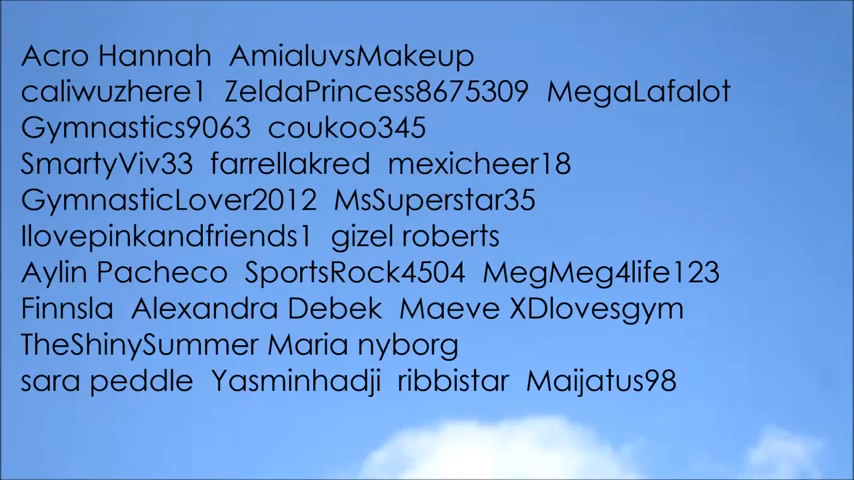 Acro Hannah  AmialuvsMakeup
caliwuzhere1  ZeldaPrincess8675309  MegaLafalot
Gymnastics9063  coukoo345
SmartyViv33  farrellakred  mexicheer18
GymnasticLover2012  MsSuperstar35
Ilovepinkandfriends1  gizel roberts
Aylin Pacheco  SportsRock4504  MegMeg4life123
Finnsla  Alexandra Debek  Maeve XDlovesgym
TheShinySummer Maria nyborg
sara peddle  Yasminhadji  ribbistar  Maijatus98